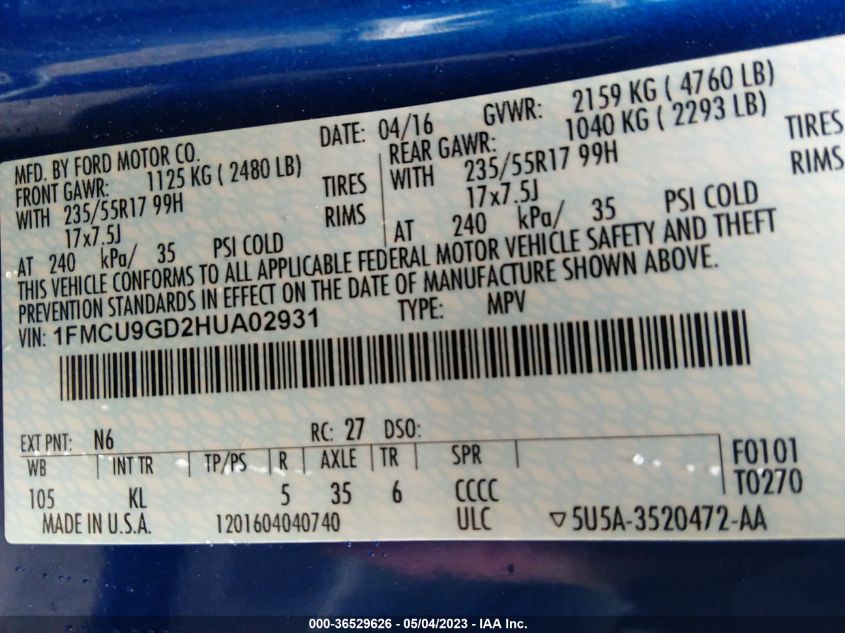 MFD. BY FORD MOTOR CO. DATE: 04/16 GVWR: 2159 KG ( 4760 LB)
FRONT GAWR: 1125 KG ( 2480 LB) REAR GAWR: 1040 KG ( 2293 LB)
WITH 235/55R17 99H TIRES WITH 235/55R17 99H TIRES
17x7.5J RIMS 17x7.5J RIMS
AT 240 kPa/ 35 PSI COLD AT 240 kPa/ 35 PSI COLD
THIS VEHICLE CONFORMS TO ALL APPLICABLE FEDERAL MOTOR VEHICLE SAFETY AND THEFT
PREVENTION STANDARDS IN EFFECT ON THE DATE OF MANUFACTURE SHOWN ABOVE.
VIN: 1FMCU9GD2HUA02931 TYPE: MPV
EXT PNT: N6 RC: 27 DSO:
WB INT TR TP/PS R AXLE TR SPR F0101
105 KL 5 35 6 CCCC T0270
MADE IN U.S.A. 1201604040740 ULC ▽5U5A-3520472-AA
000-36529626 - 05/04/2023 - IAA Inc.